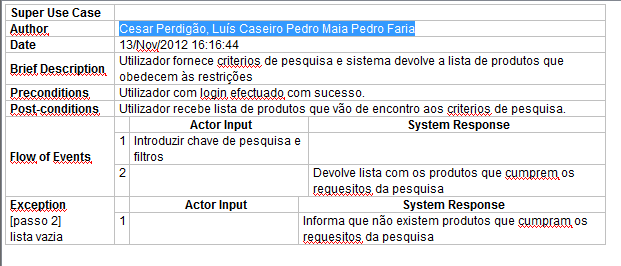 Super Use Case
Author Cesar Perdigão, Luís Caseiro Pedro Maia Pedro Faria
Date 13/Nov/2012 16:16:44
Brief Description Utilizador fornece criterios de pesquisa e sistema devolve a lista de produtos que
obedecem às restrições
Preconditions Utilizador com login efectuado com sucesso.
Post-conditions Utilizador recebe lista de produtos que vão de encontro aos criterios de pesquisa.
Flow of Events
Actor Input System Response
1 Introduzir chave de pesquisa e
filtros
2 Devolve lista com os produtos que cumprem os
requesitos da pesquisa
Exception
[passo 2]
lista vazia
Actor Input System Response
1 Informa que não existem produtos que cumpram os
requesitos da pesquisa